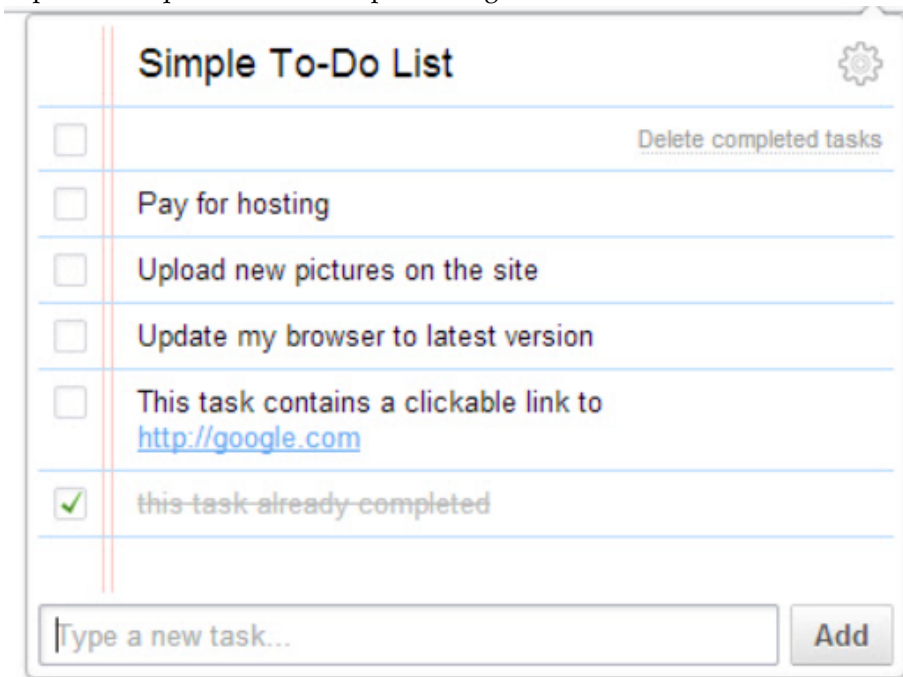 Simple To-Do List
Delete completed tasks
Pay for hosting
Upload new pictures on the site
Update my browser to latest version
This task contains a clickable link to
http://google.com
this task already completed
Type a new task...
Add